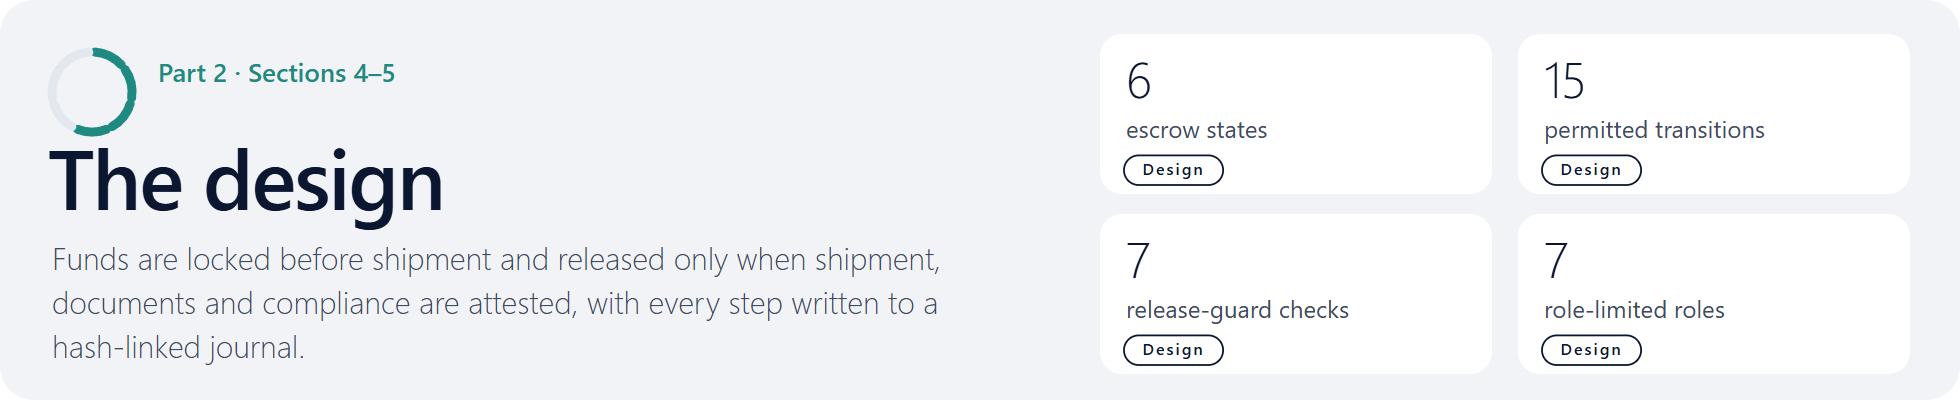 Part 2 · Sections 4–5
The design
Funds are locked before shipment and released only when shipment,
documents and compliance are attested, with every step written to a
hash-linked journal.
6
escrow states
Design
15
permitted transitions
Design
7
release-guard checks
Design
7
role-limited roles
Design